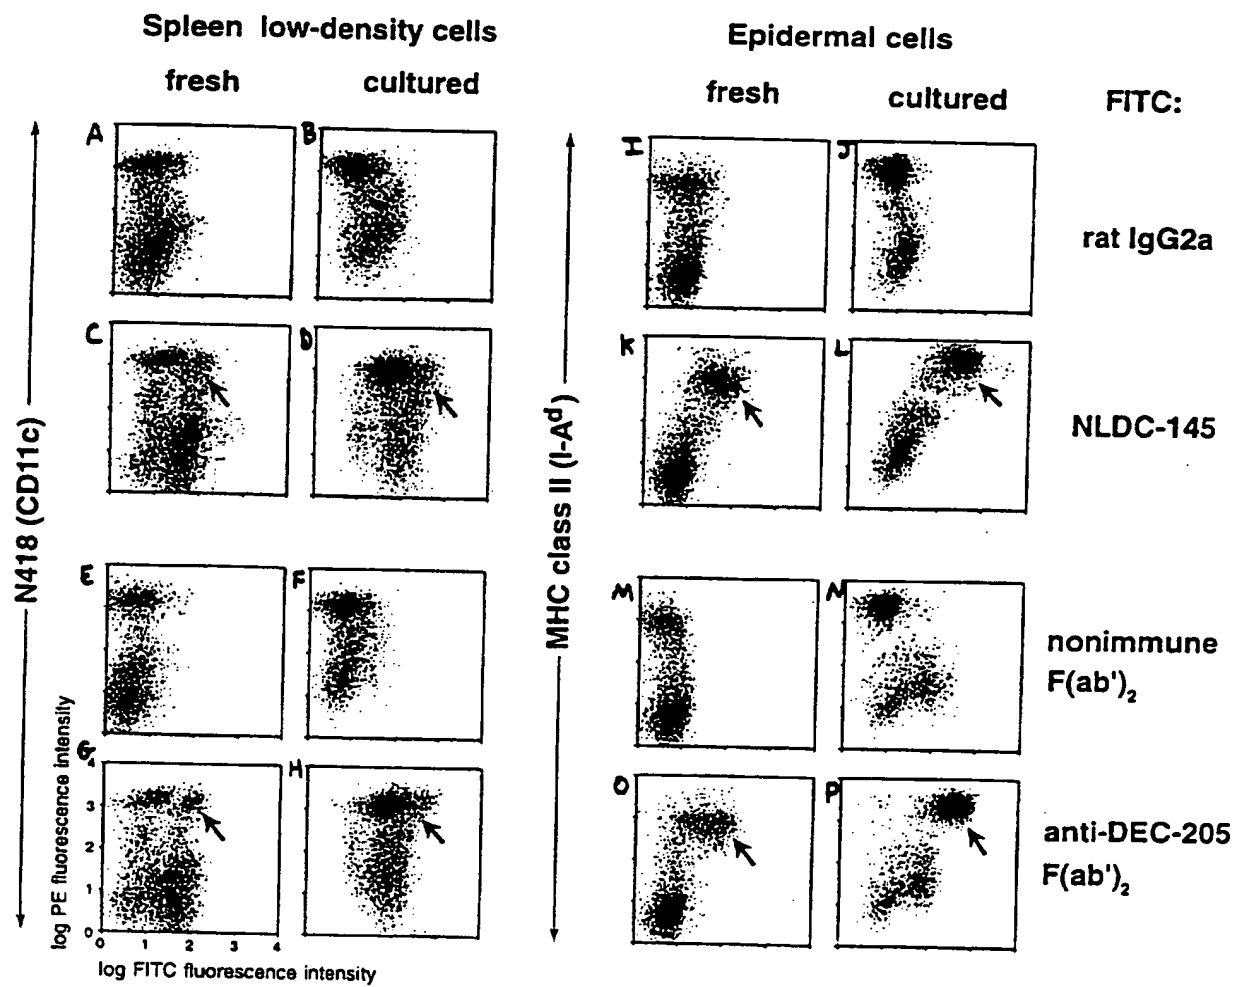 Spleen low-density cells
Epidermal cells
fresh
cultured
fresh
cultured
FITC:
A
B
I
J
rat IgG2a
C
D
K
L
NLDC-145
N418 (CD11c)
MHC class II (I-Aᵈ)
E
F
M
N
nonimmune
F(ab')₂
G
H
O
P
anti-DEC-205
F(ab')₂
log PE fluorescence intensity
4
3
2
1
0
0 1 2 3 4
log FITC fluorescence intensity